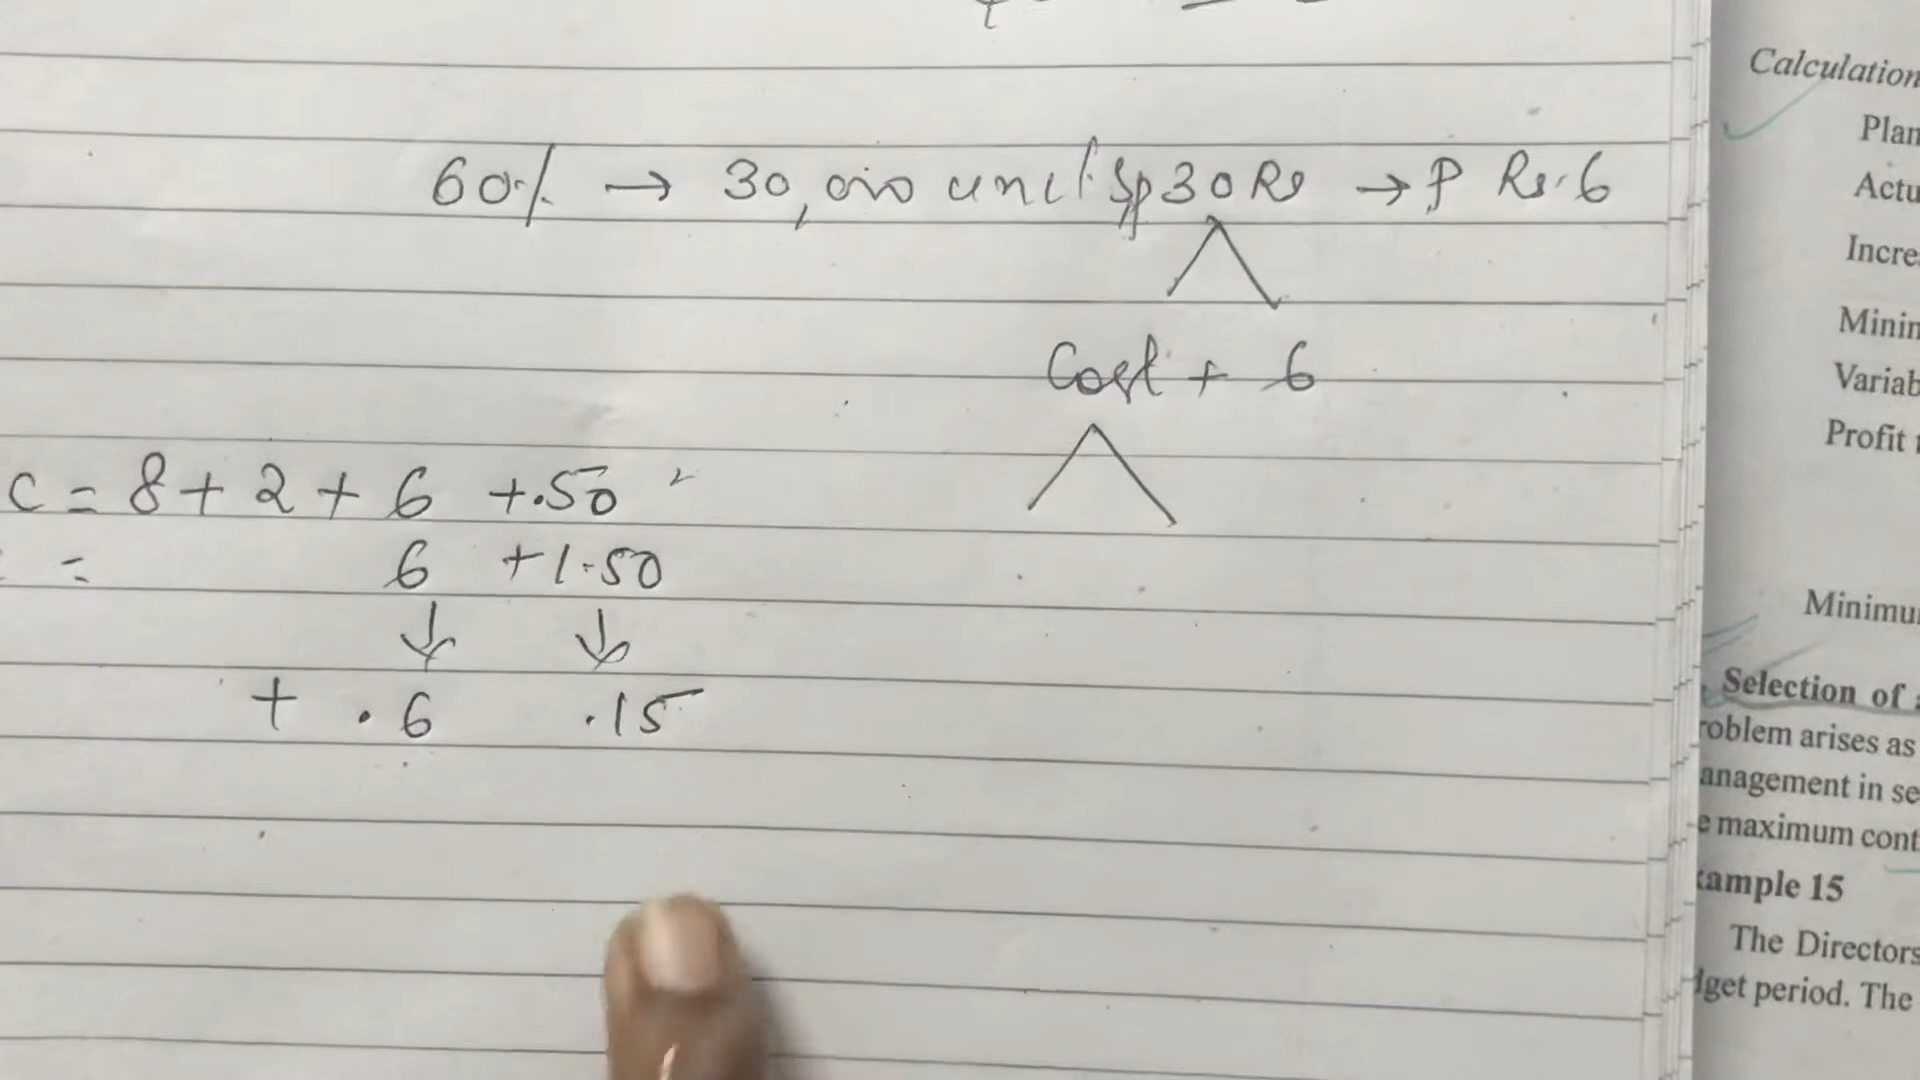 60% → 30,000 unit Sp 30 Rs → P Rs. 6
Cost + 6
C = 8 + 2 + 6 + .50
= 6 + 1.50
+ .6 .15
Calculation
Plan
Actu
Incre
Minim
Variab
Profit
Minimu
Selection of
roblem arises as
anagement in se
e maximum cont
ample 15
The Directors
dget period. The